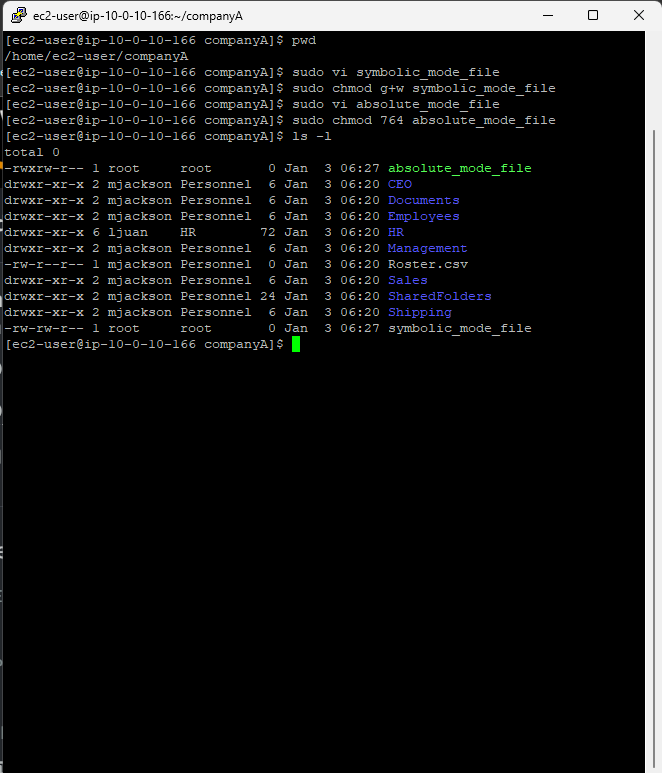 ec2-user@ip-10-0-10-166:~/companyA
[ec2-user@ip-10-0-10-166 companyA]$ pwd
/home/ec2-user/companyA
[ec2-user@ip-10-0-10-166 companyA]$ sudo vi symbolic_mode_file
[ec2-user@ip-10-0-10-166 companyA]$ sudo chmod g+w symbolic_mode_file
[ec2-user@ip-10-0-10-166 companyA]$ sudo vi absolute_mode_file
[ec2-user@ip-10-0-10-166 companyA]$ sudo chmod 764 absolute_mode_file
[ec2-user@ip-10-0-10-166 companyA]$ ls -l
total 0
-rwxrw-r-- 1 root     root       0 Jan  3 06:27 absolute_mode_file
drwxr-xr-x 2 mjackson Personnel  6 Jan  3 06:20 CEO
drwxr-xr-x 2 mjackson Personnel  6 Jan  3 06:20 Documents
drwxr-xr-x 2 mjackson Personnel  6 Jan  3 06:20 Employees
drwxr-xr-x 6 ljuan    HR        72 Jan  3 06:20 HR
drwxr-xr-x 2 mjackson Personnel  6 Jan  3 06:20 Management
-rw-r--r-- 1 mjackson Personnel  0 Jan  3 06:20 Roster.csv
drwxr-xr-x 2 mjackson Personnel  6 Jan  3 06:20 Sales
drwxr-xr-x 2 mjackson Personnel 24 Jan  3 06:20 SharedFolders
drwxr-xr-x 2 mjackson Personnel  6 Jan  3 06:20 Shipping
-rw-rw-r-- 1 root     root       0 Jan  3 06:27 symbolic_mode_file
[ec2-user@ip-10-0-10-166 companyA]$